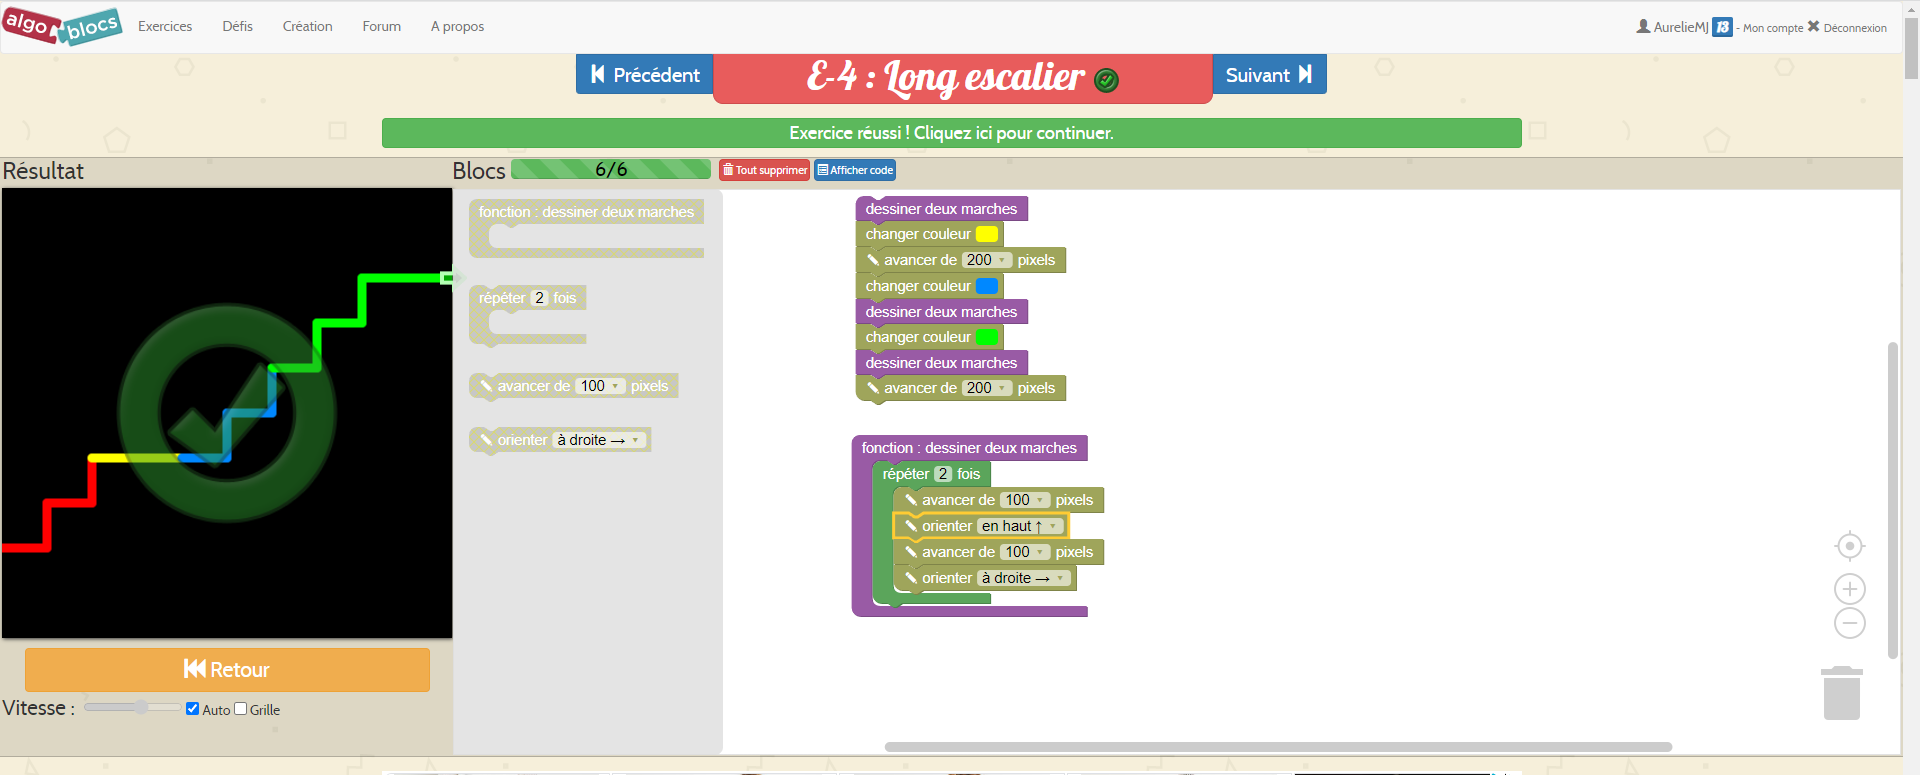 algo blocs
Exercices
Défis
Création
Forum
A propos
AurelieMJ 13 - Mon compte ✖ Déconnexion
Précédent
E-4 : Long escalier
Suivant
Exercice réussi ! Cliquez ici pour continuer.
Résultat
Blocs
6/6
Tout supprimer
Afficher code
fonction : dessiner deux marches
répéter 2 fois
avancer de 100 pixels
orienter à droite →
dessiner deux marches
changer couleur
avancer de 200 pixels
changer couleur
dessiner deux marches
changer couleur
dessiner deux marches
avancer de 200 pixels
fonction : dessiner deux marches
répéter 2 fois
avancer de 100 pixels
orienter en haut ↑
avancer de 100 pixels
orienter à droite →
Retour
Vitesse :
Auto
Grille